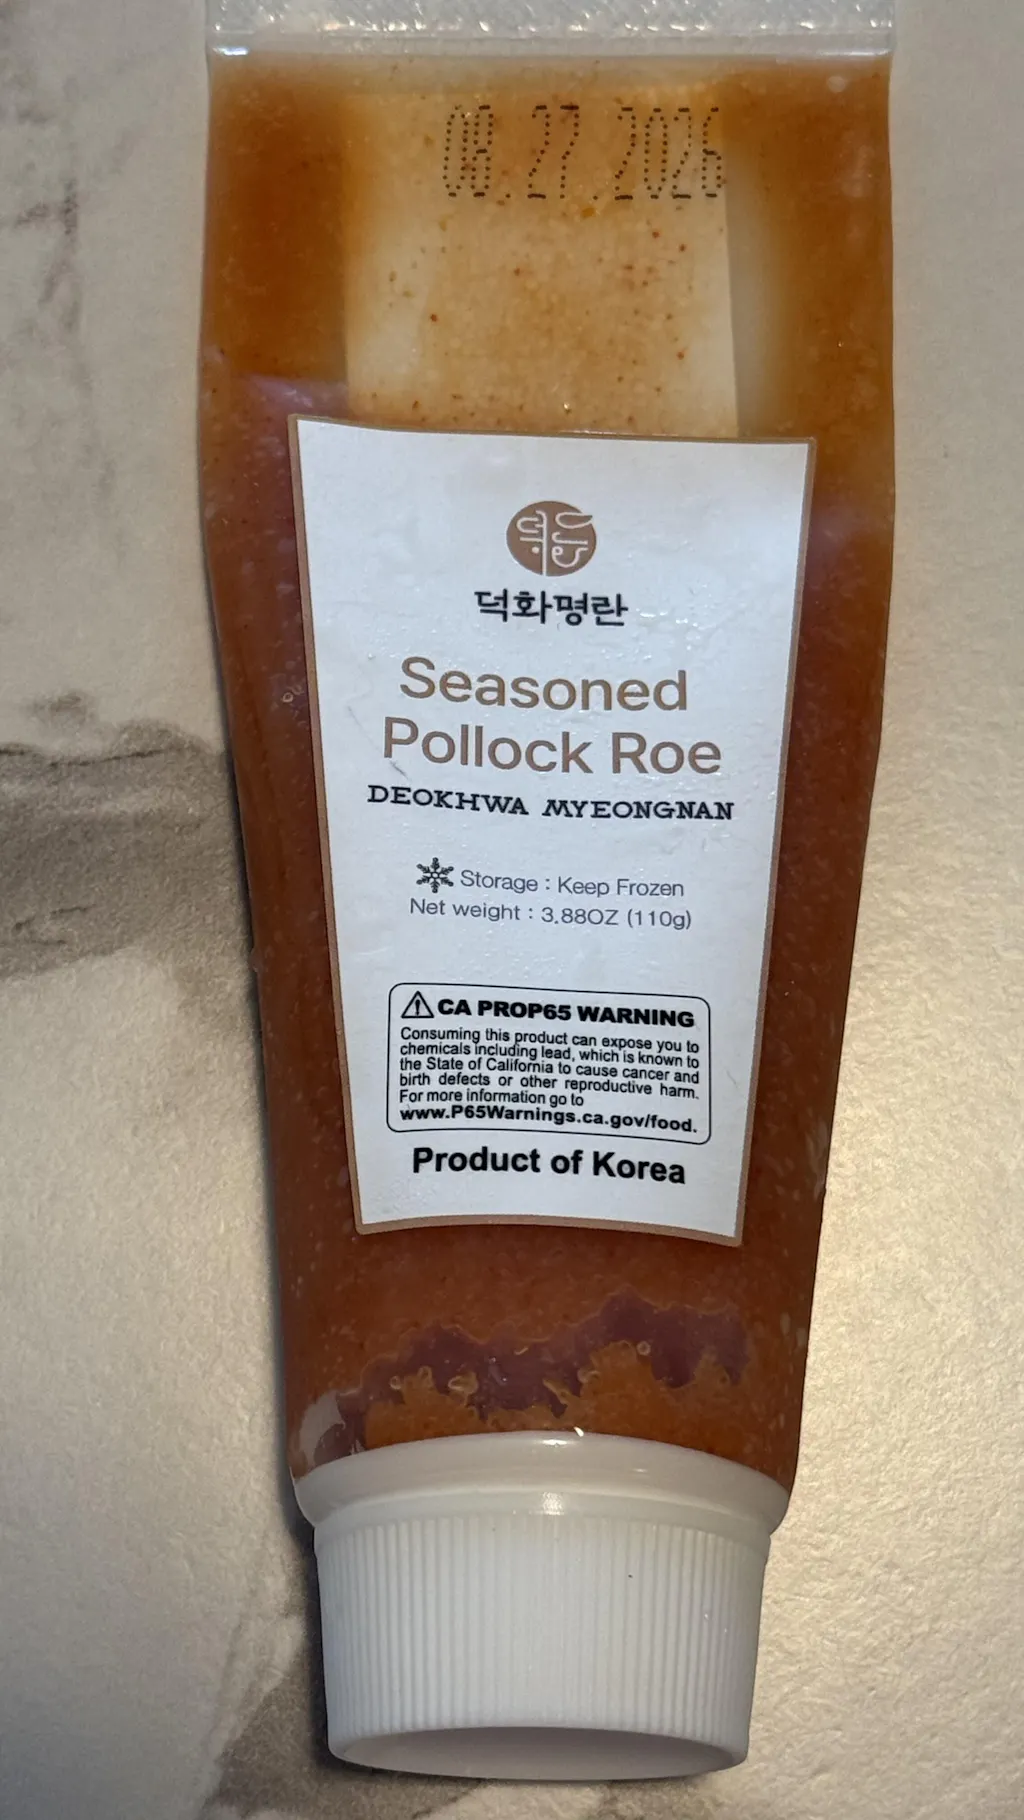 08.27.2026
덕화명란
Seasoned
Pollock Roe
DEOKHWA MYEONGNAN
Storage : Keep Frozen
Net weight : 3.88OZ (110g)
CA PROP65 WARNING
Consuming this product can expose you to
chemicals including lead, which is known to
the State of California to cause cancer and
birth defects or other reproductive harm.
For more information go to
www.P65Warnings.ca.gov/food.
Product of Korea